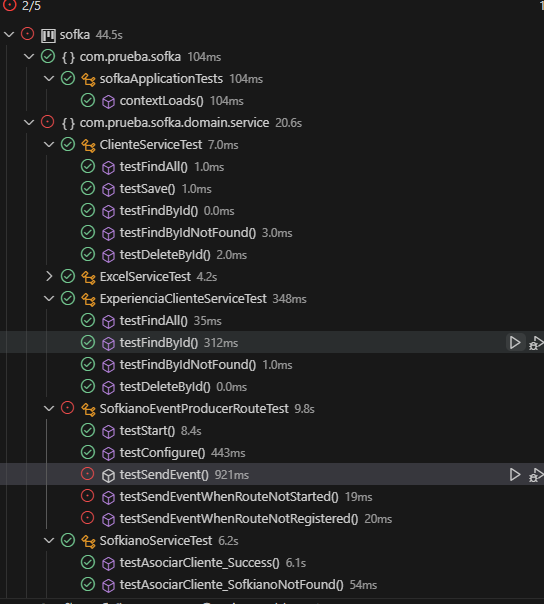 2/5
sofka 44.5s
{ } com.prueba.sofka 104ms
sofkaApplicationTests 104ms
contextLoads() 104ms
{ } com.prueba.sofka.domain.service 20.6s
ClienteServiceTest 7.0ms
testFindAll() 1.0ms
testSave() 1.0ms
testFindById() 0.0ms
testFindByIdNotFound() 3.0ms
testDeleteById() 2.0ms
ExcelServiceTest 4.2s
ExperienciaClienteServiceTest 348ms
testFindAll() 35ms
testFindById() 312ms
testFindByIdNotFound() 1.0ms
testDeleteById() 0.0ms
SofkianoEventProducerRouteTest 9.8s
testStart() 8.4s
testConfigure() 443ms
testSendEvent() 921ms
testSendEventWhenRouteNotStarted() 19ms
testSendEventWhenRouteNotRegistered() 20ms
SofkianoServiceTest 6.2s
testAsociarCliente_Success() 6.1s
testAsociarCliente_SofkianoNotFound() 54ms